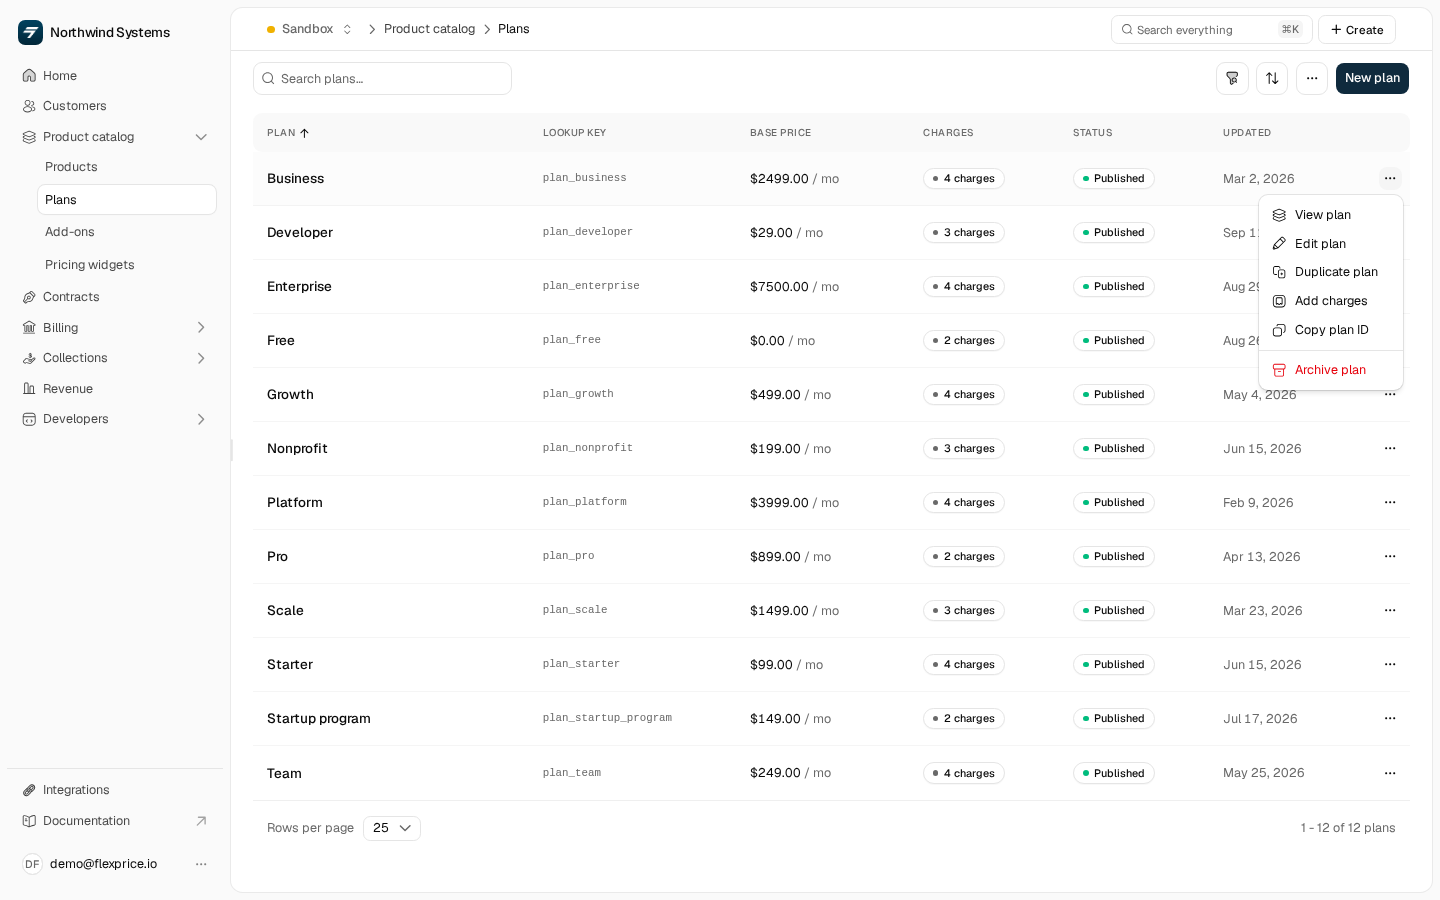 Northwind Systems
Home
Customers
Product catalog
Products
Plans
Add-ons
Pricing widgets
Contracts
Billing
Collections
Revenue
Developers
Integrations
Documentation
DF demo@flexprice.io
Sandbox Product catalog Plans
Search everything ⌘K
Create
Search plans...
New plan
PLAN LOOKUP KEY BASE PRICE CHARGES STATUS UPDATED
Business plan_business $2499.00 / mo 4 charges Published Mar 2, 2026
Developer plan_developer $29.00 / mo 3 charges Published Sep 1
Enterprise plan_enterprise $7500.00 / mo 4 charges Published Aug 29
Free plan_free $0.00 / mo 2 charges Published Aug 26
Growth plan_growth $499.00 / mo 4 charges Published May 4, 2026
Nonprofit plan_nonprofit $199.00 / mo 3 charges Published Jun 15, 2026
Platform plan_platform $3999.00 / mo 4 charges Published Feb 9, 2026
Pro plan_pro $899.00 / mo 2 charges Published Apr 13, 2026
Scale plan_scale $1499.00 / mo 3 charges Published Mar 23, 2026
Starter plan_starter $99.00 / mo 4 charges Published Jun 15, 2026
Startup program plan_startup_program $149.00 / mo 2 charges Published Jul 17, 2026
Team plan_team $249.00 / mo 4 charges Published May 25, 2026
View plan
Edit plan
Duplicate plan
Add charges
Copy plan ID
Archive plan
Rows per page 25
1 - 12 of 12 plans